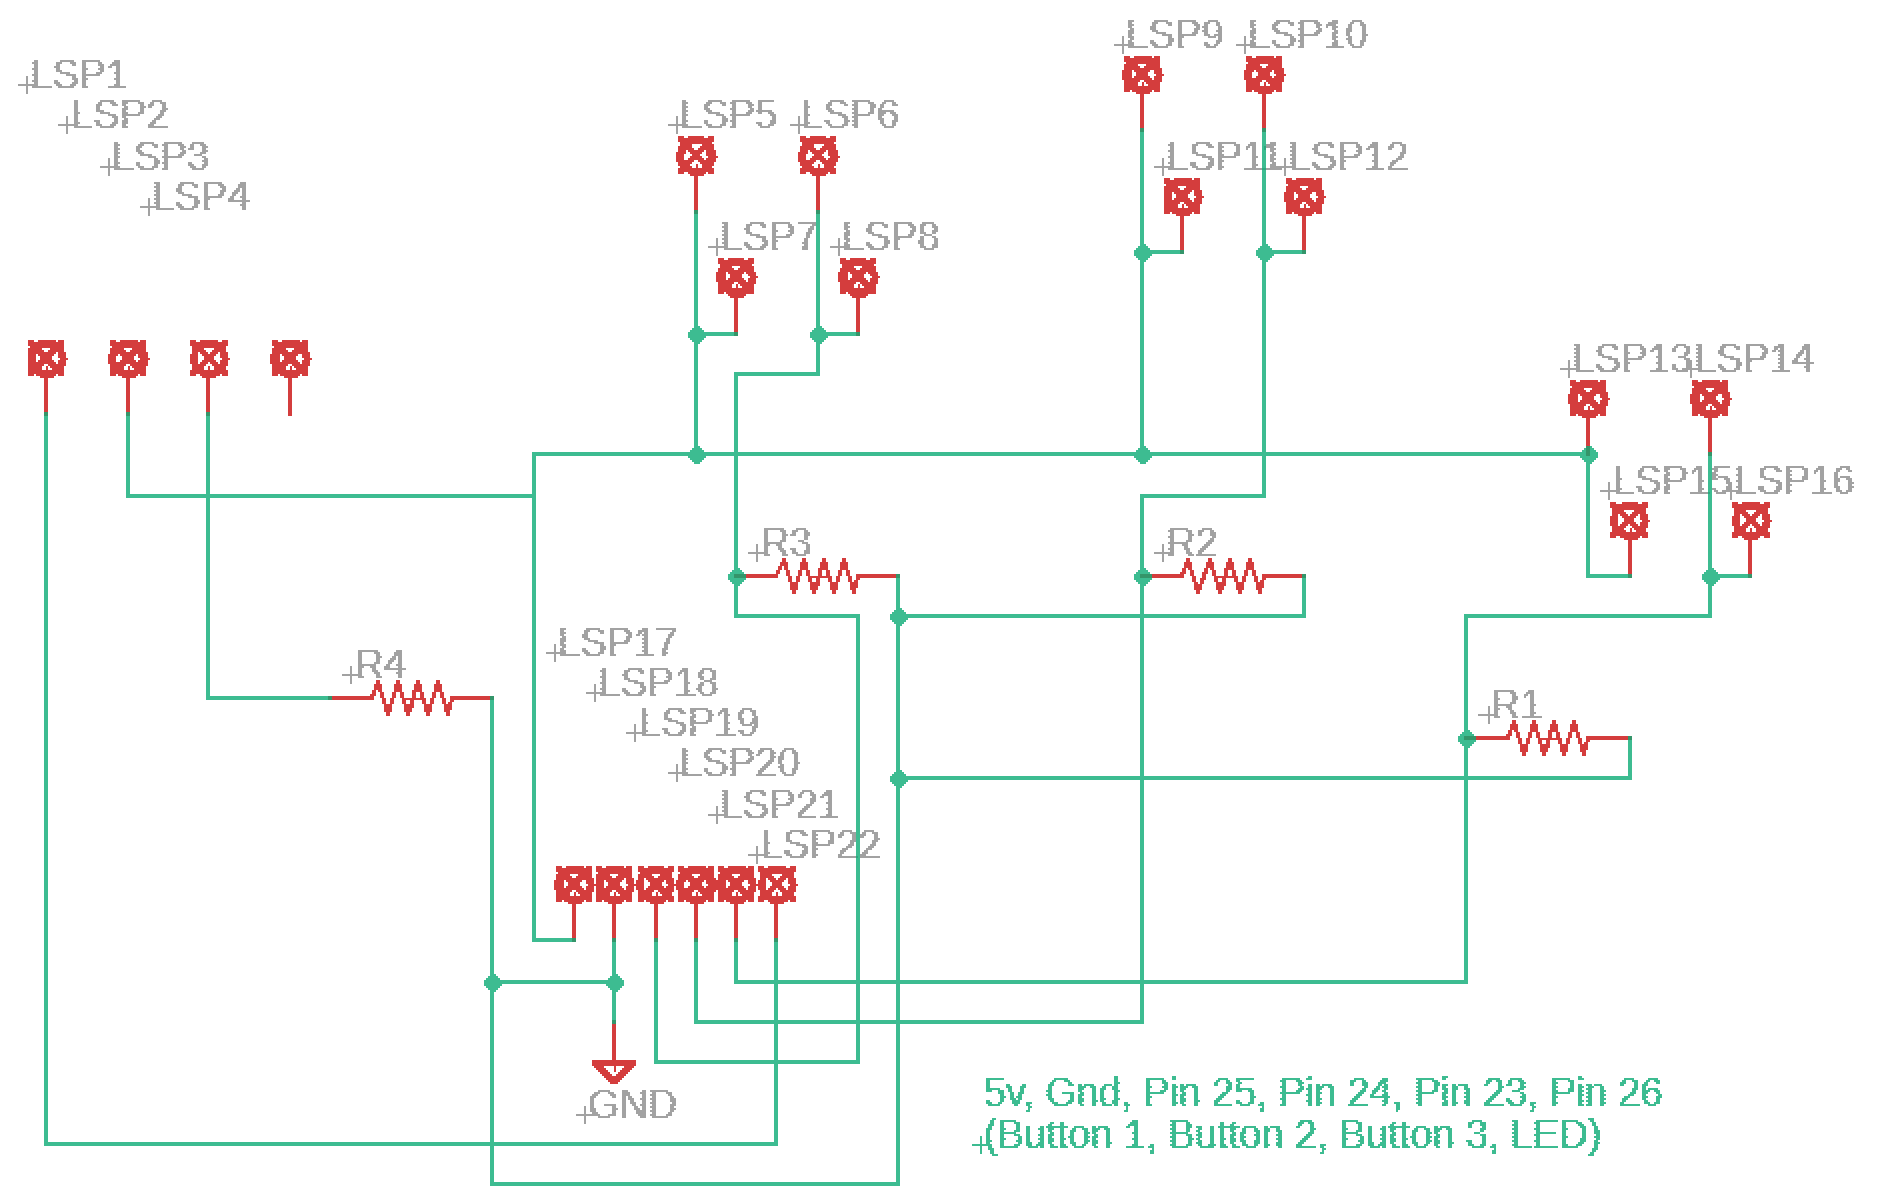 LSP9 LSP10
LSP1
LSP2
LSP5 LSP6
LSP3
LSP11 LSP12
LSP4
LSP7 LSP8
LSP13 LSP14
LSP15 LSP16
R3 R2
LSP17
R4
LSP18
R1
LSP19
LSP20
LSP21
LSP22
GND
5v, Gnd, Pin 25, Pin 24, Pin 23, Pin 26
(Button 1, Button 2, Button 3, LED)